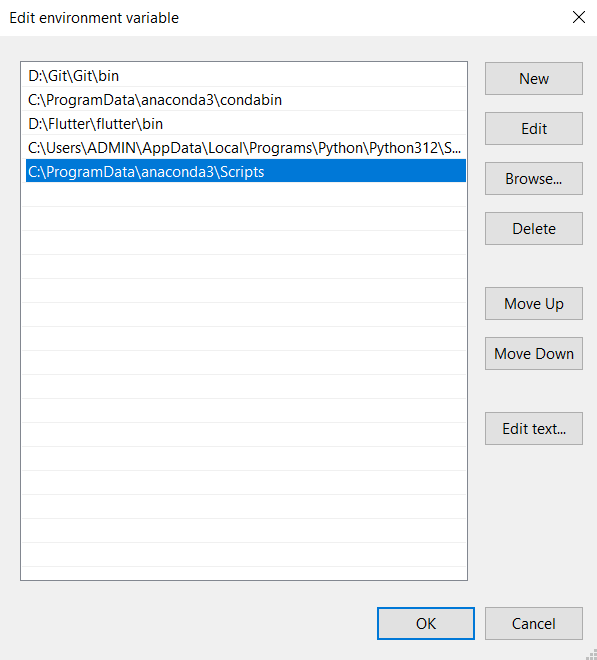 Edit environment variable
D:\Git\Git\bin
C:\ProgramData\anaconda3\condabin
D:\Flutter\flutter\bin
C:\Users\ADMIN\AppData\Local\Programs\Python\Python312\S...
C:\ProgramData\anaconda3\Scripts
New
Edit
Browse...
Delete
Move Up
Move Down
Edit text...
OK
Cancel